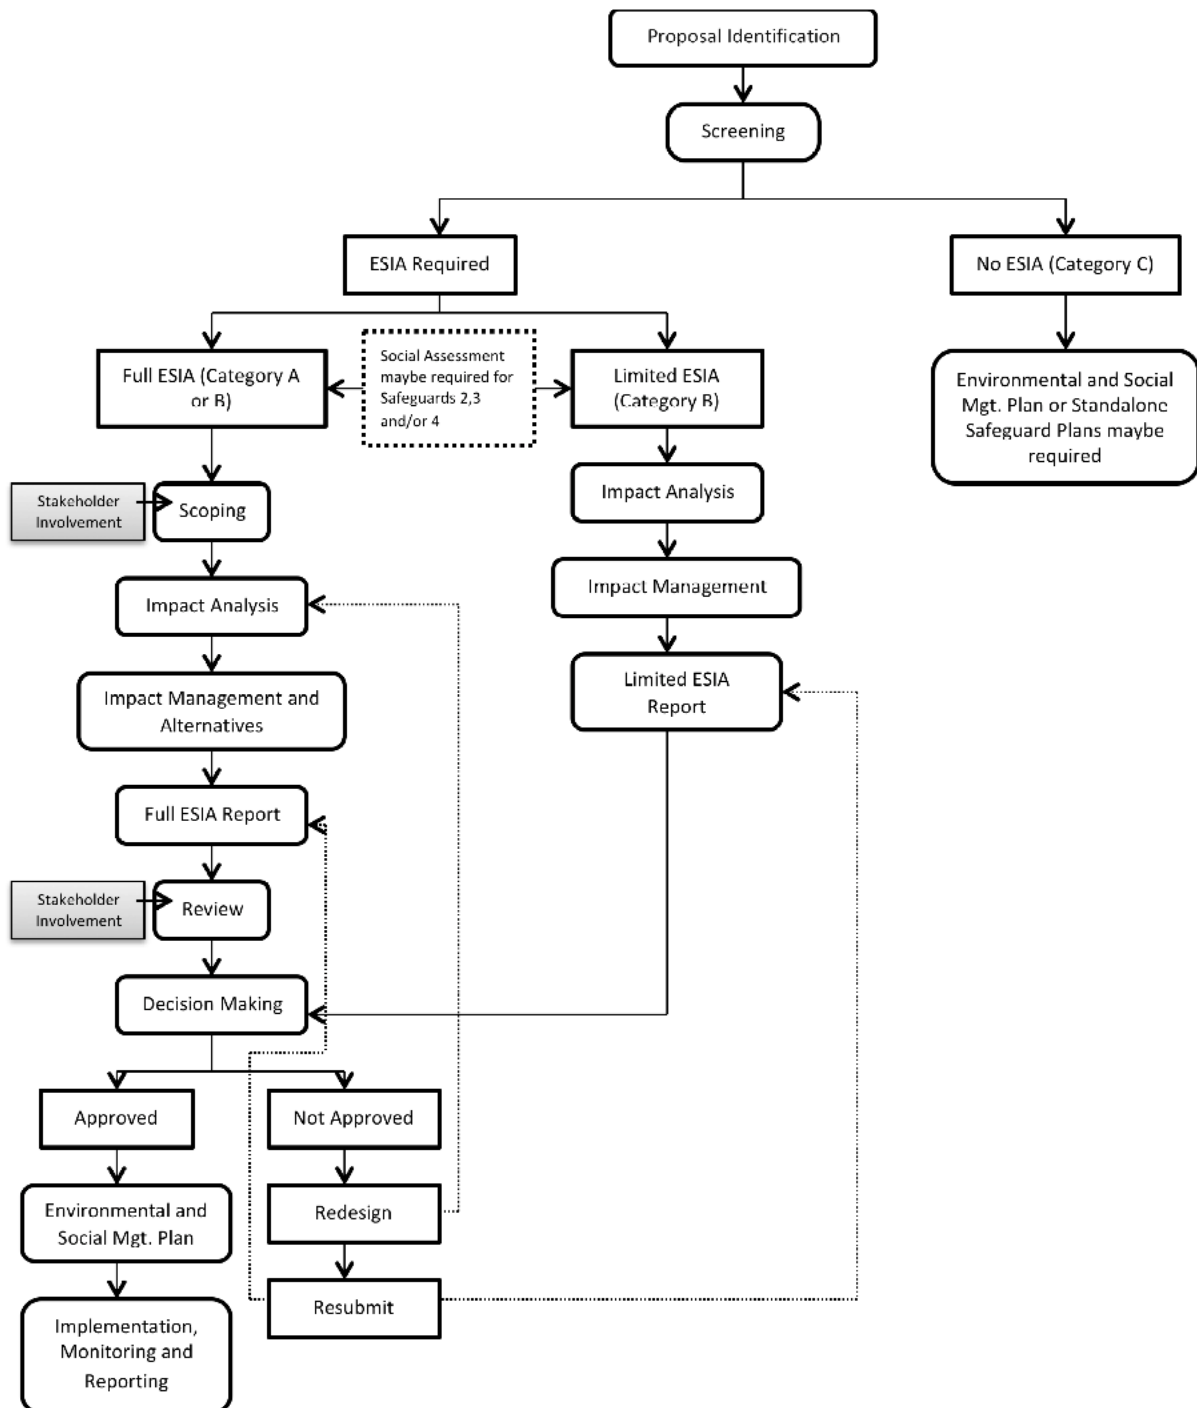 Proposal Identification
Screening
ESIA Required
No ESIA (Category C)
Full ESIA (Category A
or B)
Social Assessment
maybe required for
Safeguards 2,3
and/or 4
Limited ESIA
(Category B)
Environmental and Social
Mgt. Plan or Standalone
Safeguard Plans maybe
required
Stakeholder
Involvement
Scoping
Impact Analysis
Impact Analysis
Impact Management
Impact Management and
Alternatives
Limited ESIA
Report
Full ESIA Report
Stakeholder
Involvement
Review
Decision Making
Approved
Not Approved
Environmental and
Social Mgt. Plan
Redesign
Resubmit
Implementation,
Monitoring and
Reporting